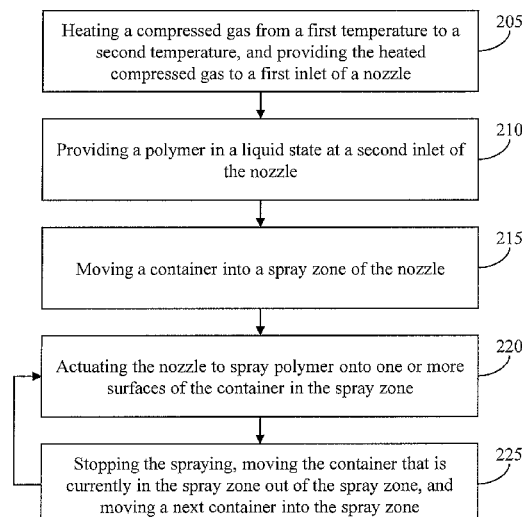 Heating a compressed gas from a first temperature to a
second temperature, and providing the heated
compressed gas to a first inlet of a nozzle
205
Providing a polymer in a liquid state at a second inlet of
the nozzle
210
Moving a container into a spray zone of the nozzle
215
Actuating the nozzle to spray polymer onto one or more
surfaces of the container in the spray zone
220
Stopping the spraying, moving the container that is
currently in the spray zone out of the spray zone, and
moving a next container into the spray zone
225